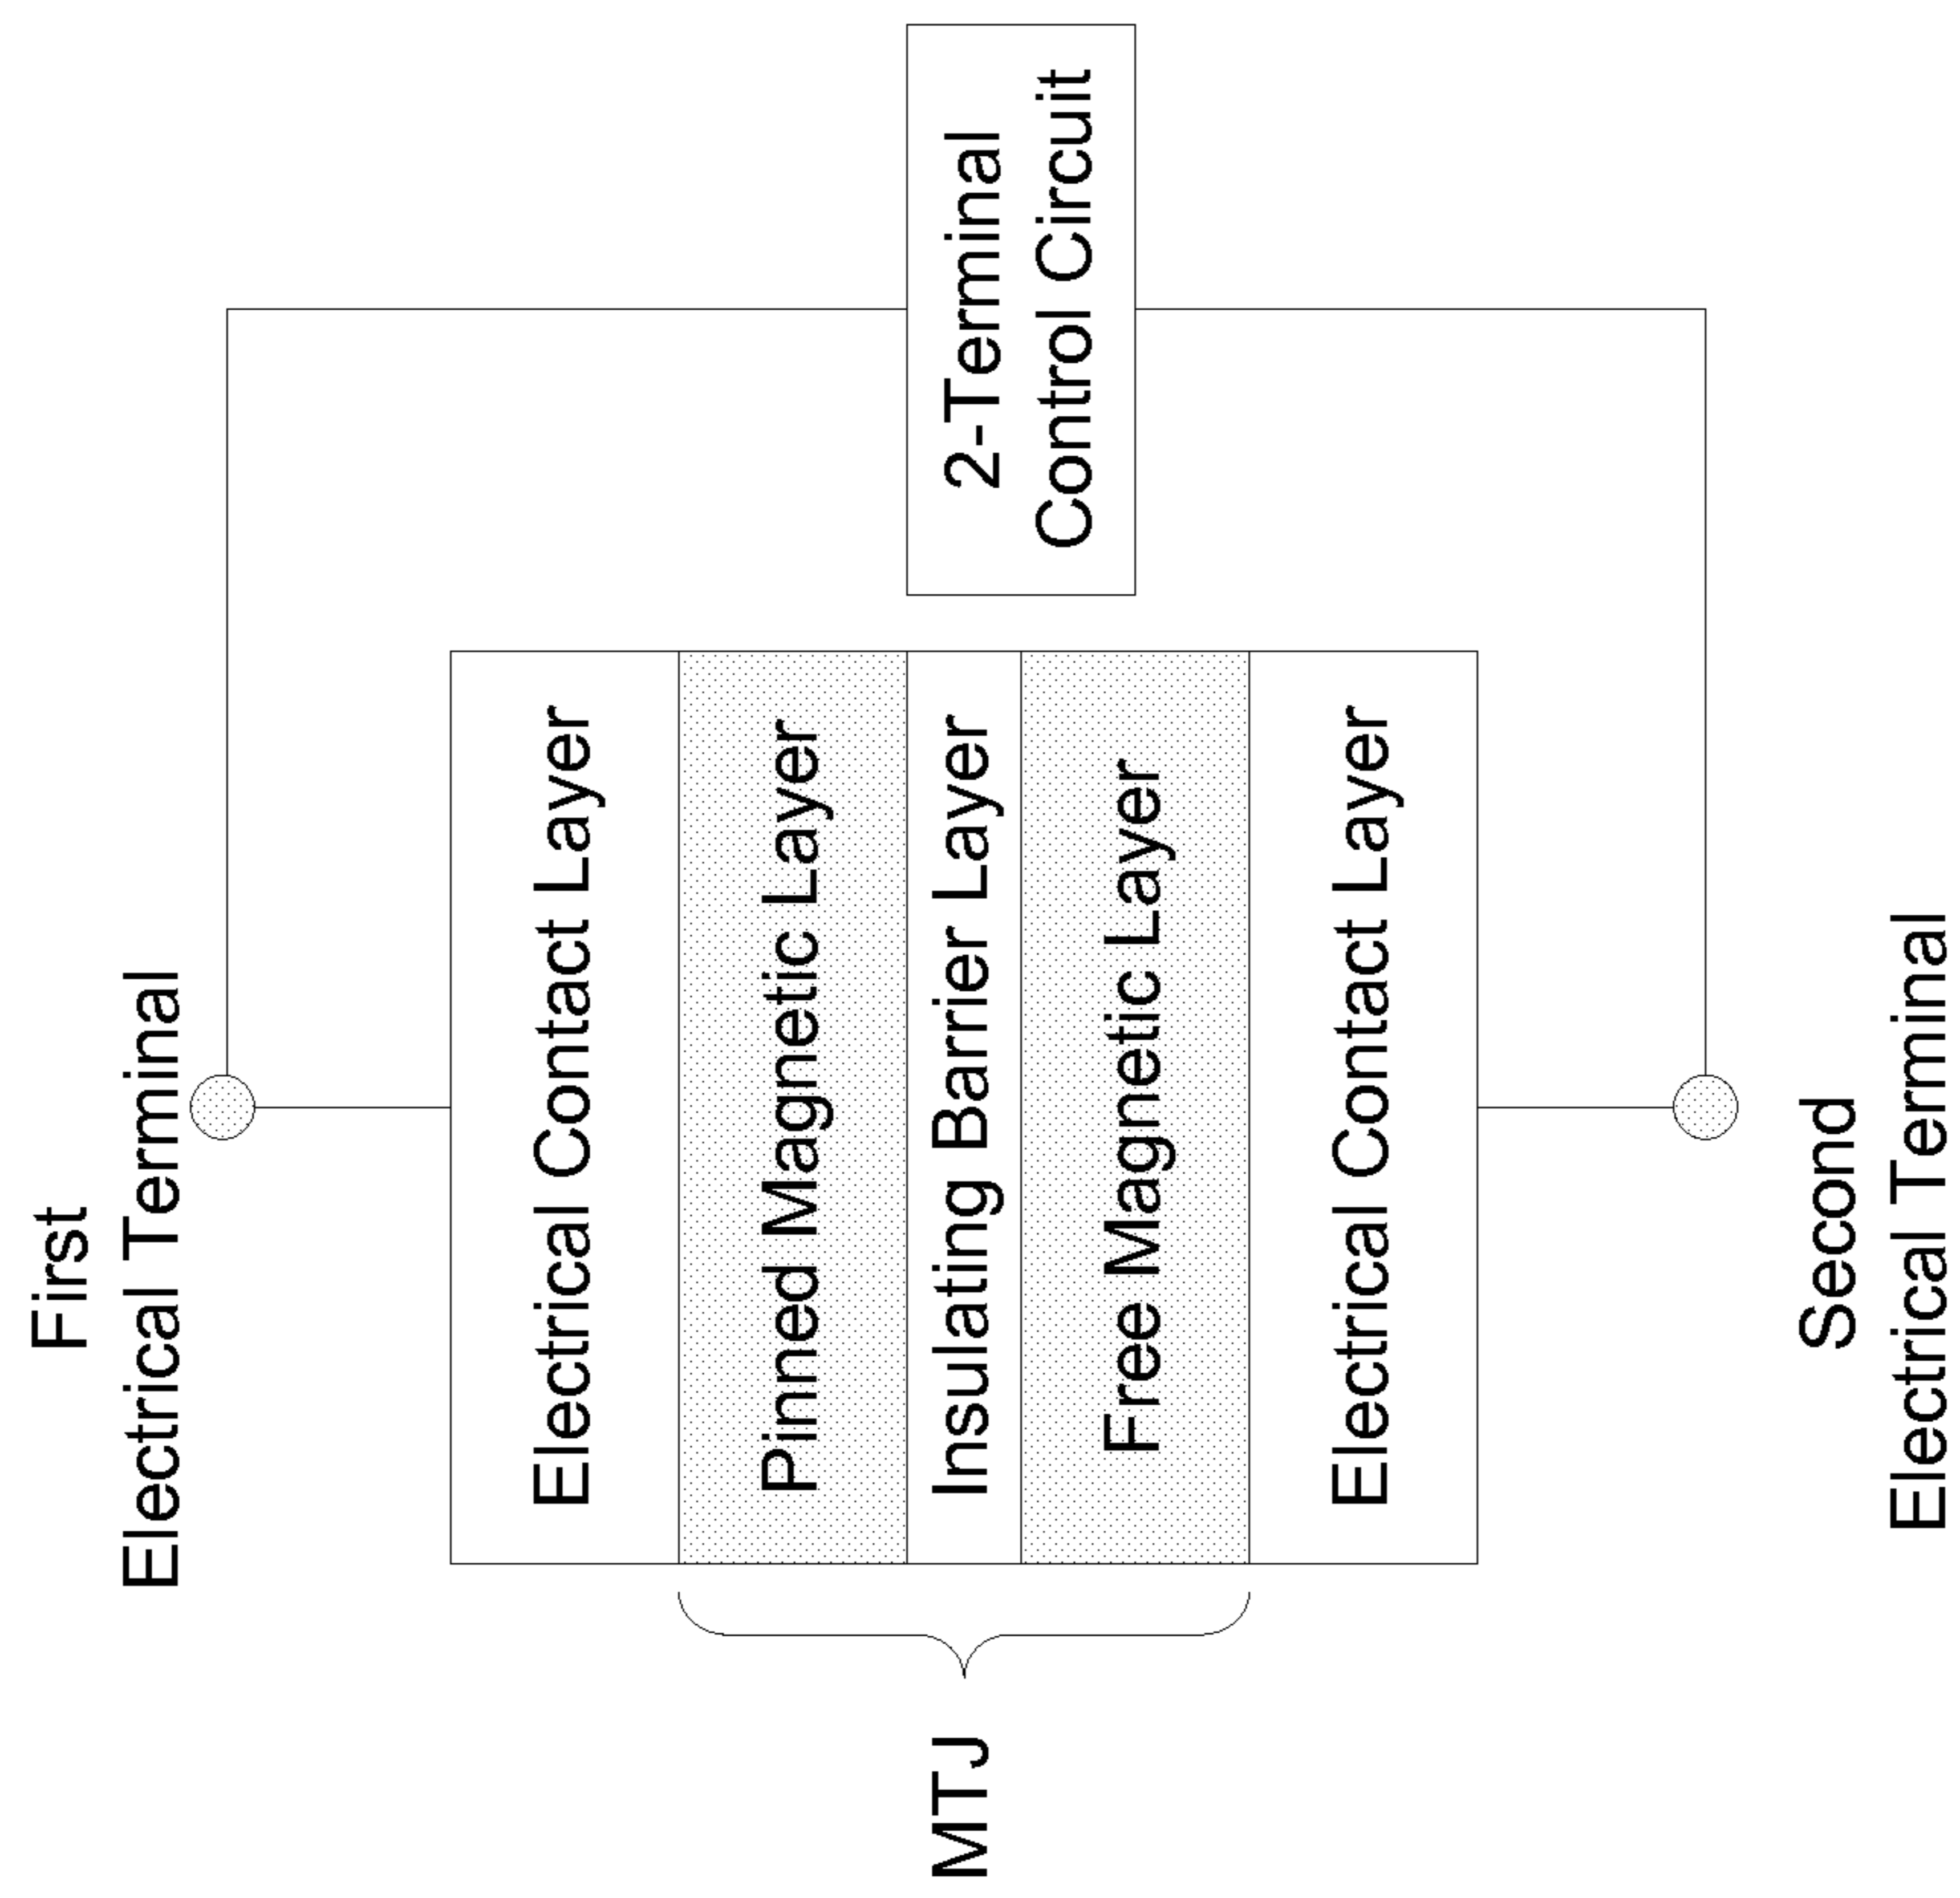 First
Electrical Terminal
Electrical Contact Layer
Pinned Magnetic Layer
Insulating Barrier Layer
Free Magnetic Layer
Electrical Contact Layer
MTJ
2-Terminal
Control Circuit
Second
Electrical Terminal